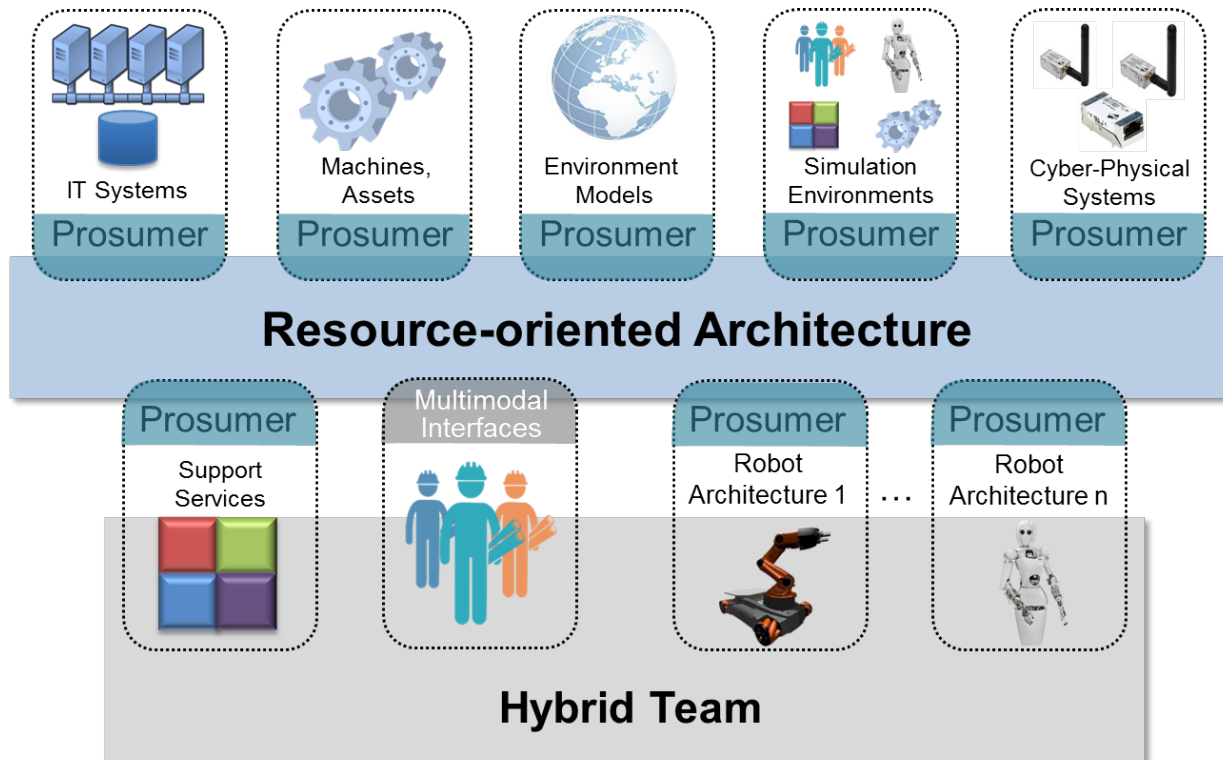 IT Systems
Prosumer
Machines,
Assets
Prosumer
Environment
Models
Prosumer
Simulation
Environments
Prosumer
Cyber-Physical
Systems
Prosumer
Resource-oriented Architecture
Prosumer
Support
Services
Multimodal
Interfaces
Prosumer
Robot
Architecture 1
...
Prosumer
Robot
Architecture n
Hybrid Team